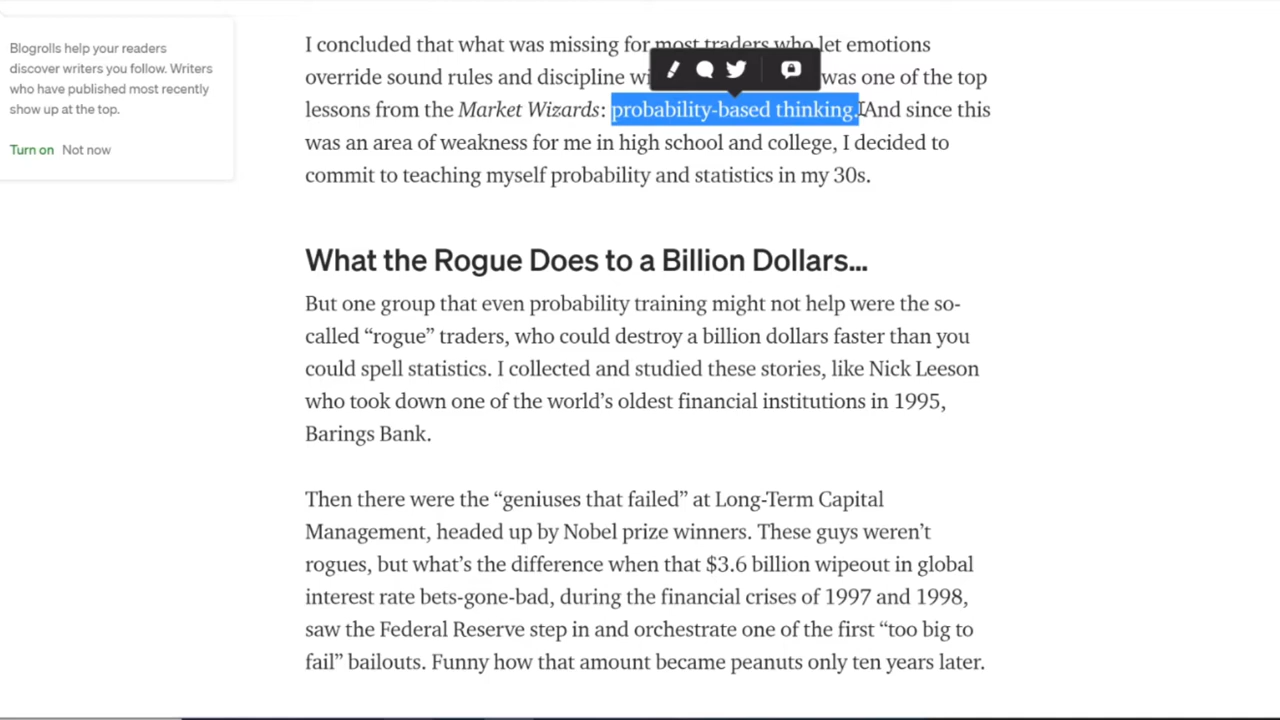 Blogrolls help your readers
discover writers you follow. Writers
who have published most recently
show up at the top.
Turn on Not now
I concluded that what was missing for most traders who let emotions
override sound rules and discipline was one of the top
lessons from the Market Wizards: probability-based thinking. And since this
was an area of weakness for me in high school and college, I decided to
commit to teaching myself probability and statistics in my 30s.
What the Rogue Does to a Billion Dollars...
But one group that even probability training might not help were the so-
called “rogue” traders, who could destroy a billion dollars faster than you
could spell statistics. I collected and studied these stories, like Nick Leeson
who took down one of the world’s oldest financial institutions in 1995,
Barings Bank.
Then there were the “geniuses that failed” at Long-Term Capital
Management, headed up by Nobel prize winners. These guys weren’t
rogues, but what’s the difference when that $3.6 billion wipeout in global
interest rate bets-gone-bad, during the financial crises of 1997 and 1998,
saw the Federal Reserve step in and orchestrate one of the first “too big to
fail” bailouts. Funny how that amount became peanuts only ten years later.